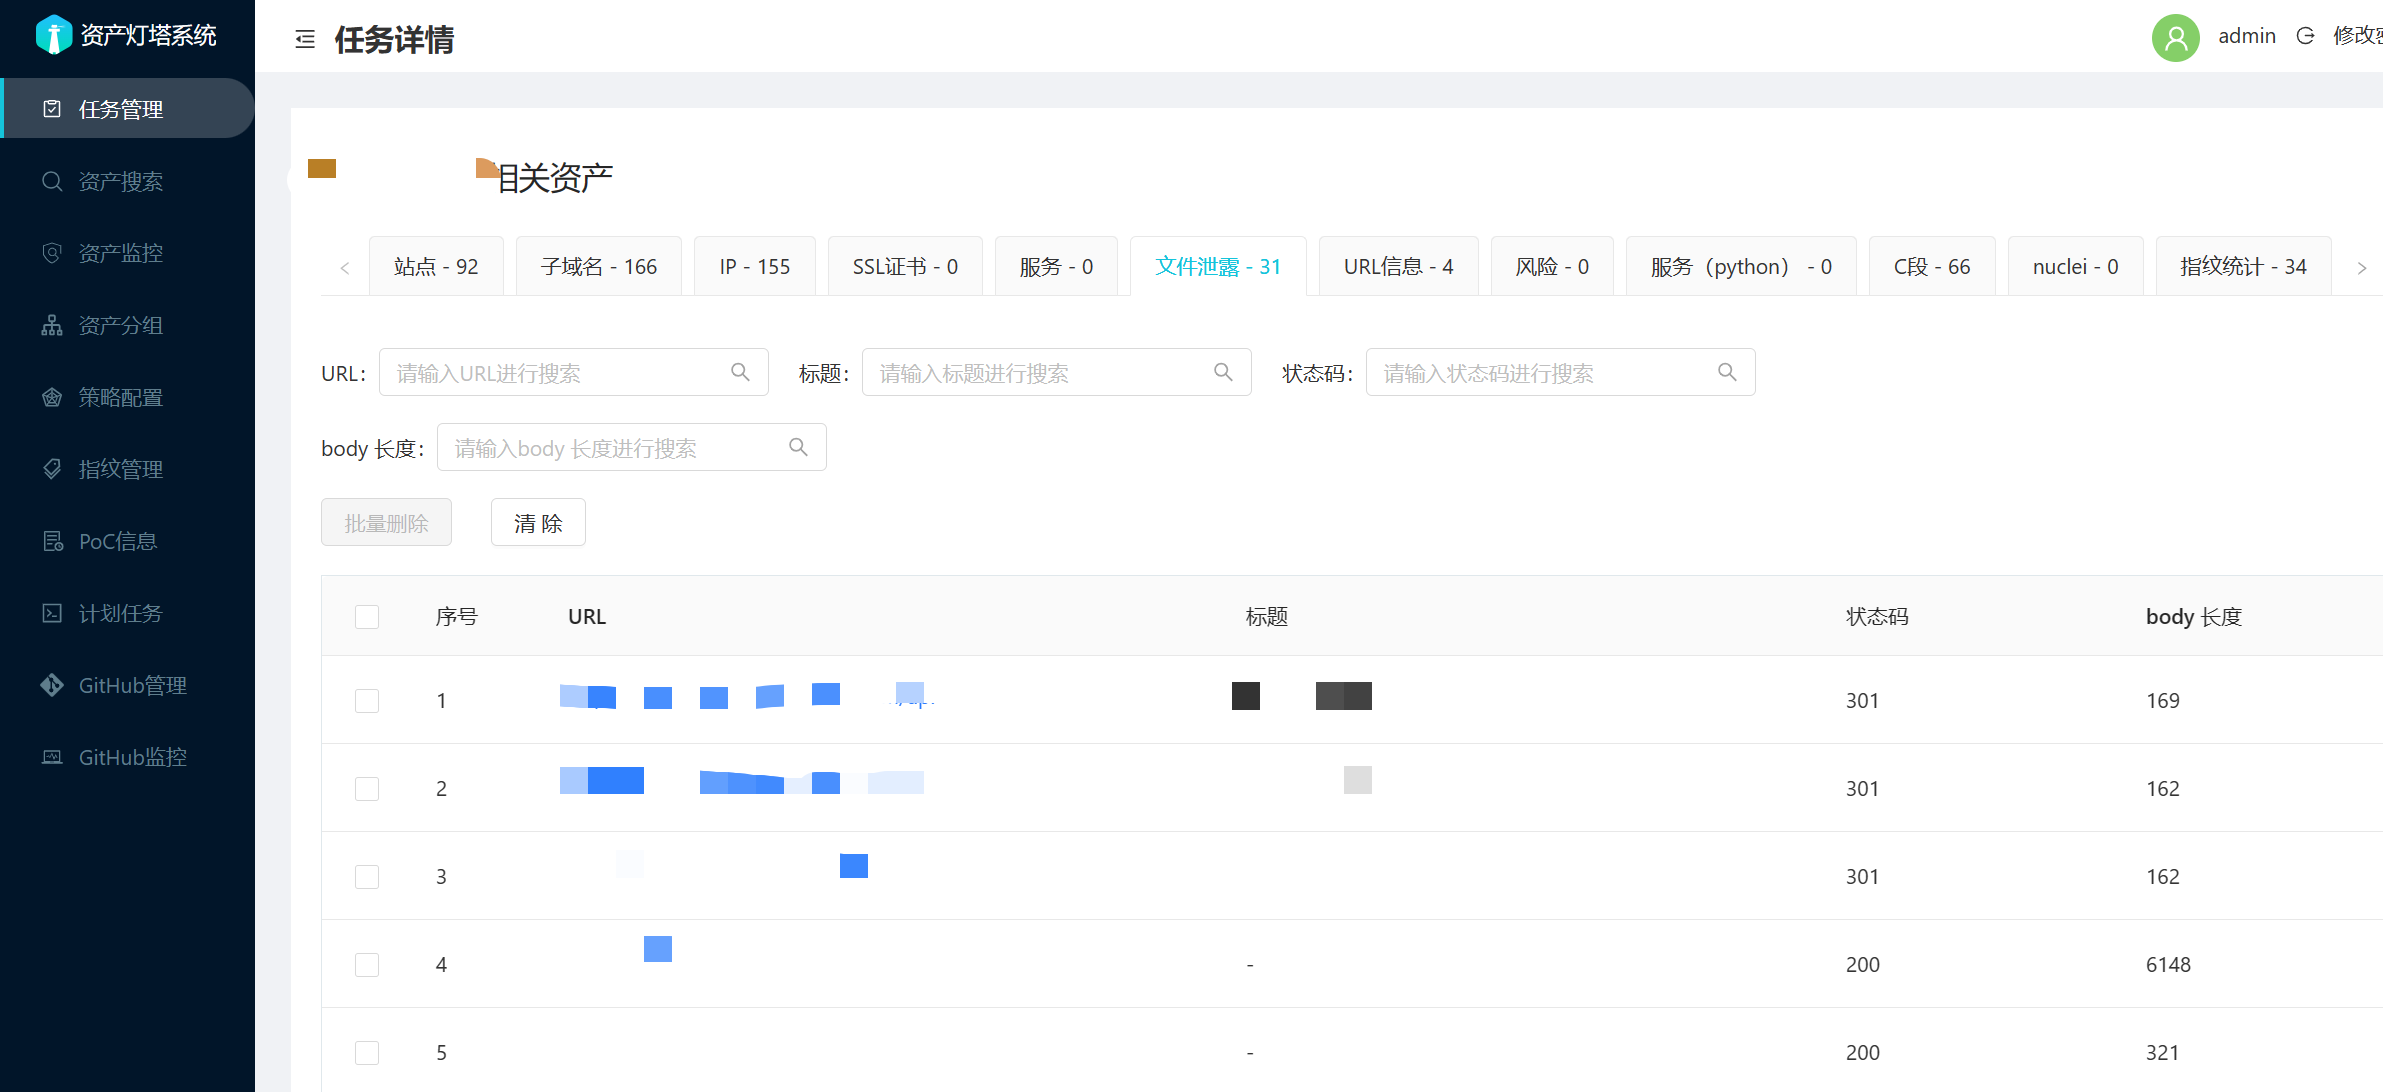 资产灯塔系统
任务管理
资产搜索
资产监控
资产分组
策略配置
指纹管理
PoC信息
计划任务
GitHub管理
GitHub监控
任务详情
admin
修改
相关资产
站点 - 92
子域名 - 166
IP - 155
SSL证书 - 0
服务 - 0
文件泄露 - 31
URL信息 - 4
风险 - 0
服务（python） - 0
C段 - 66
nuclei - 0
指纹统计 - 34
URL: 请输入URL进行搜索
标题: 请输入标题进行搜索
状态码: 请输入状态码进行搜索
body 长度: 请输入body 长度进行搜索
批量删除
清 除
序号 URL 标题 状态码 body 长度
1 301 169
2 301 162
3 301 162
4 - 200 6148
5 - 200 321